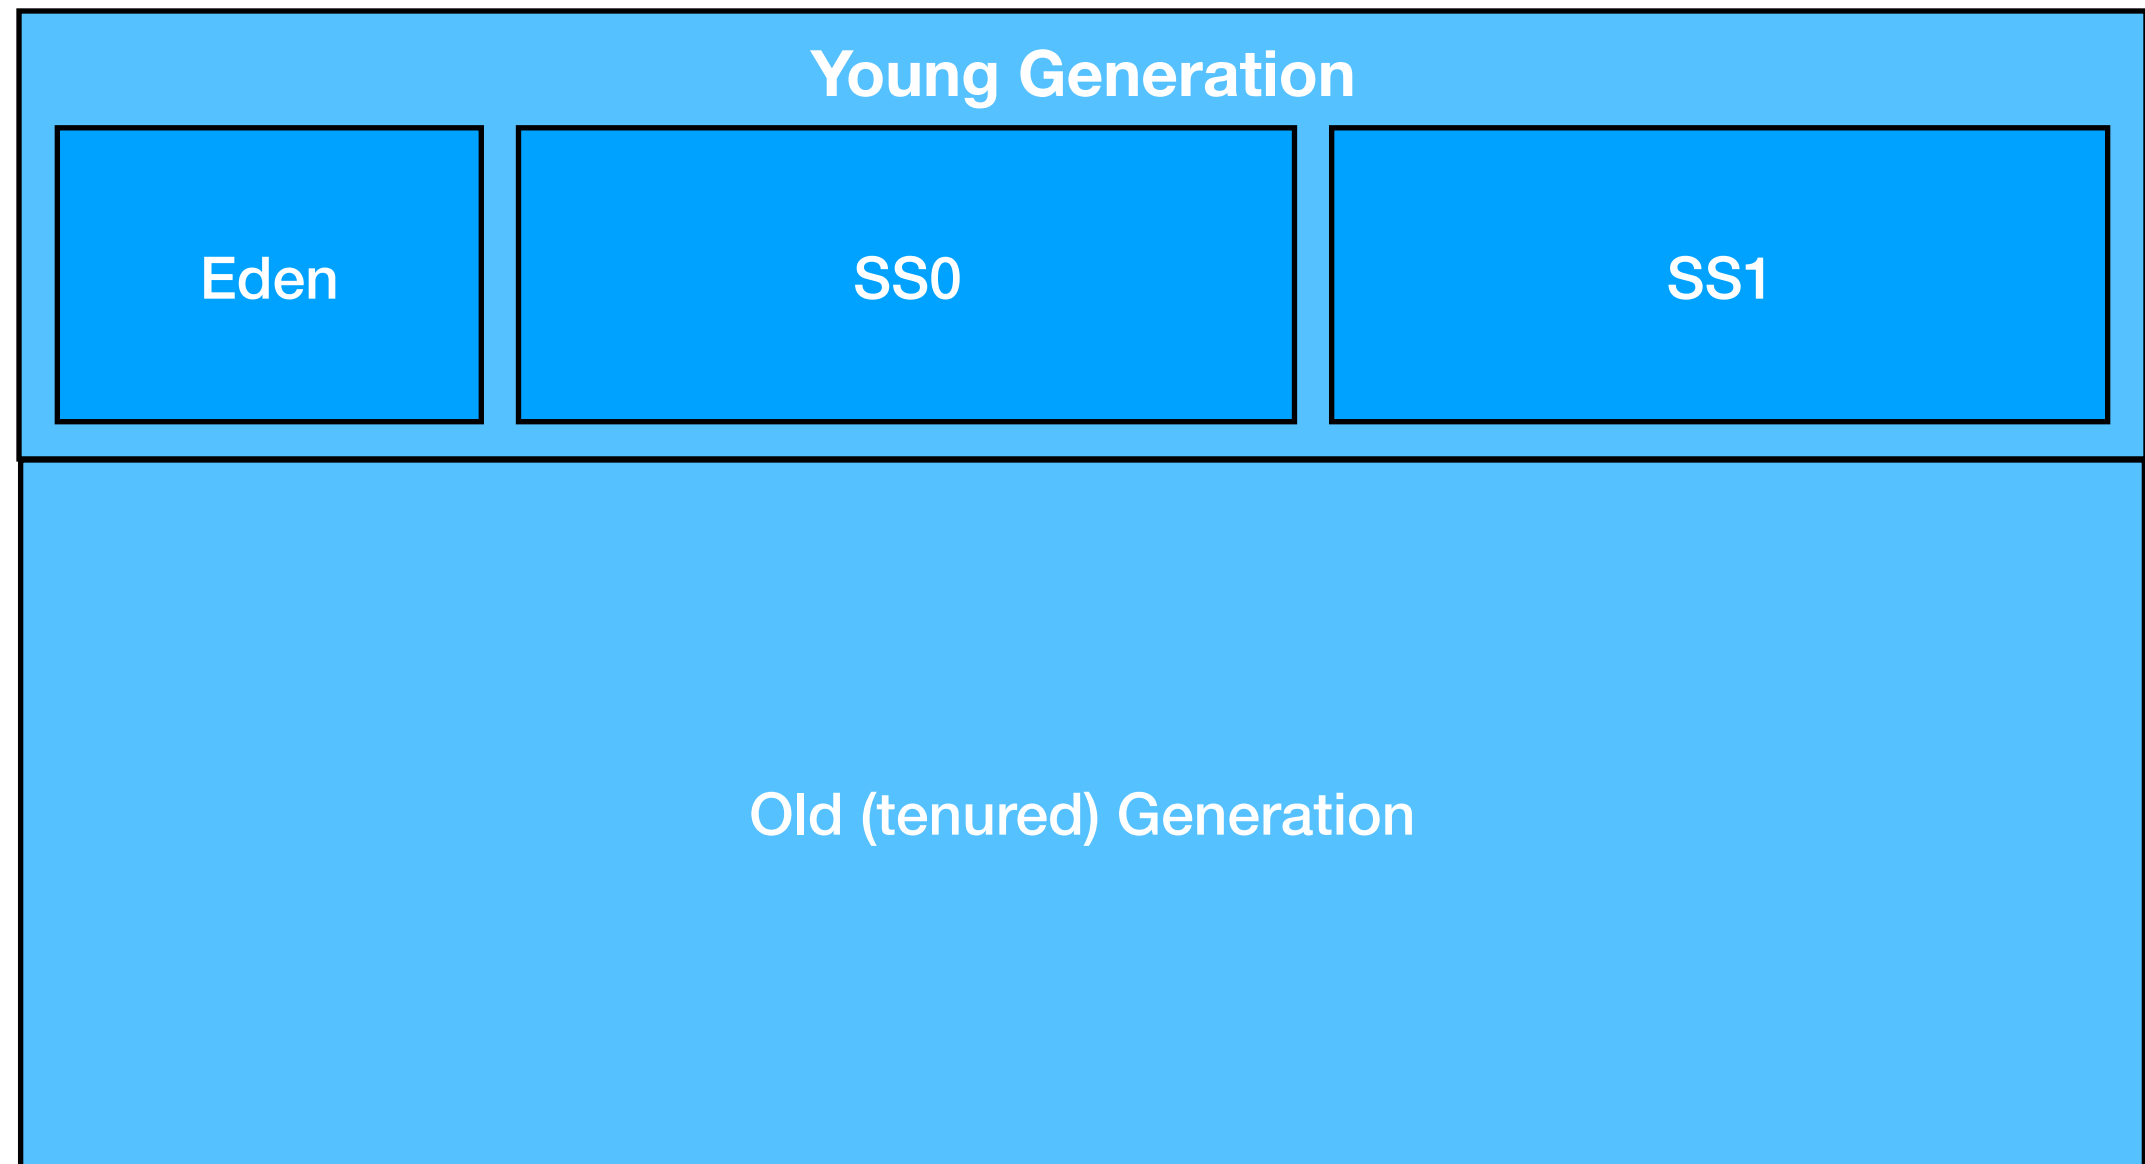 Young Generation
Eden
SS0
SS1
Old (tenured) Generation